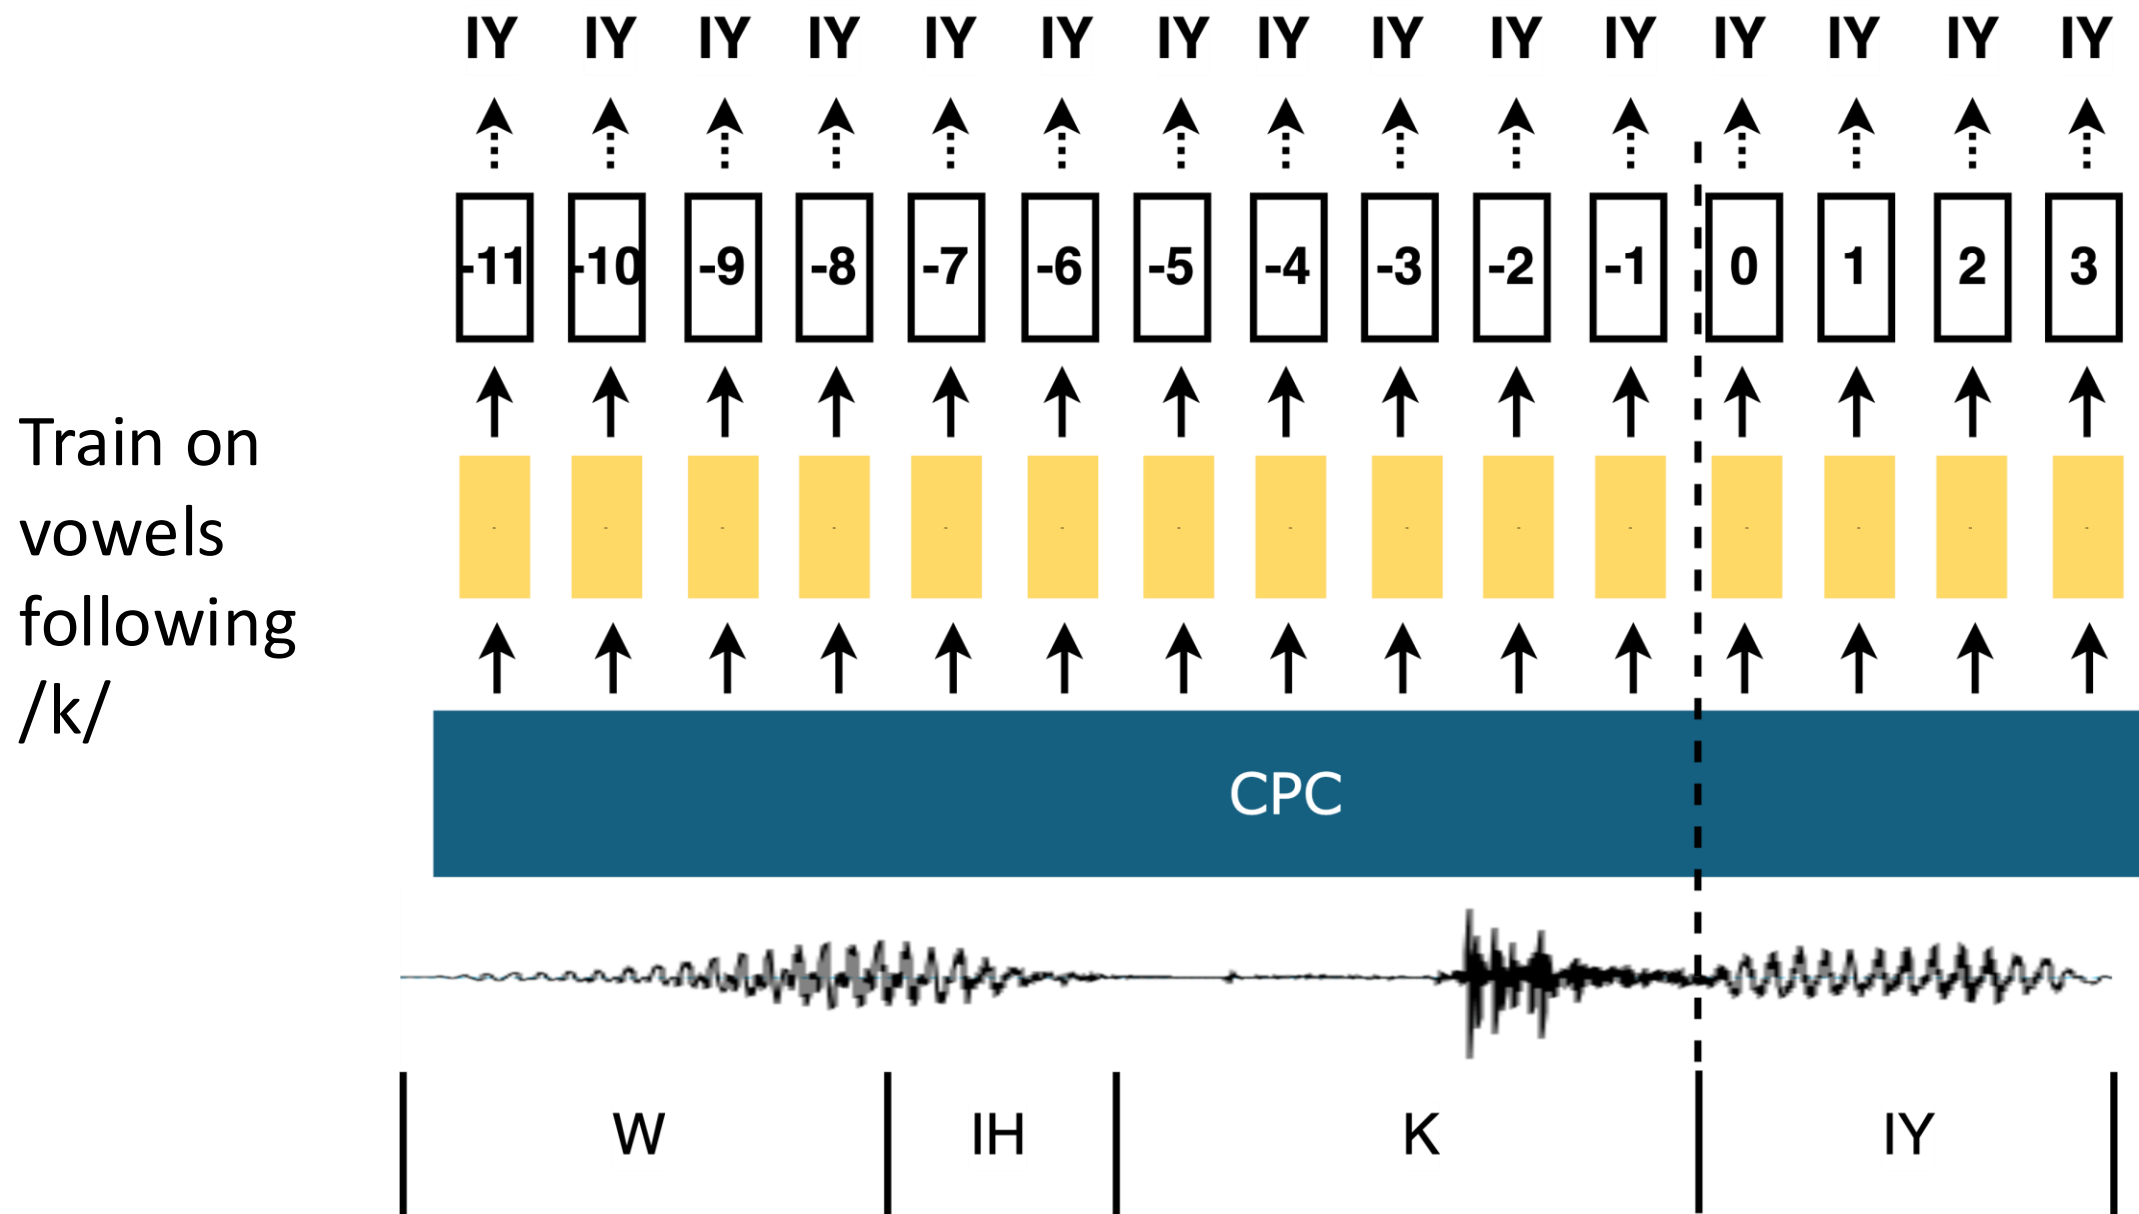 IY IY IY IY IY IY IY IY IY IY IY IY IY IY IY
-11 -10 -9 -8 -7 -6 -5 -4 -3 -2 -1 0 1 2 3
Train on
vowels
following
/k/
- - - - - - - - - - - - - - -
CPC
W IH K IY